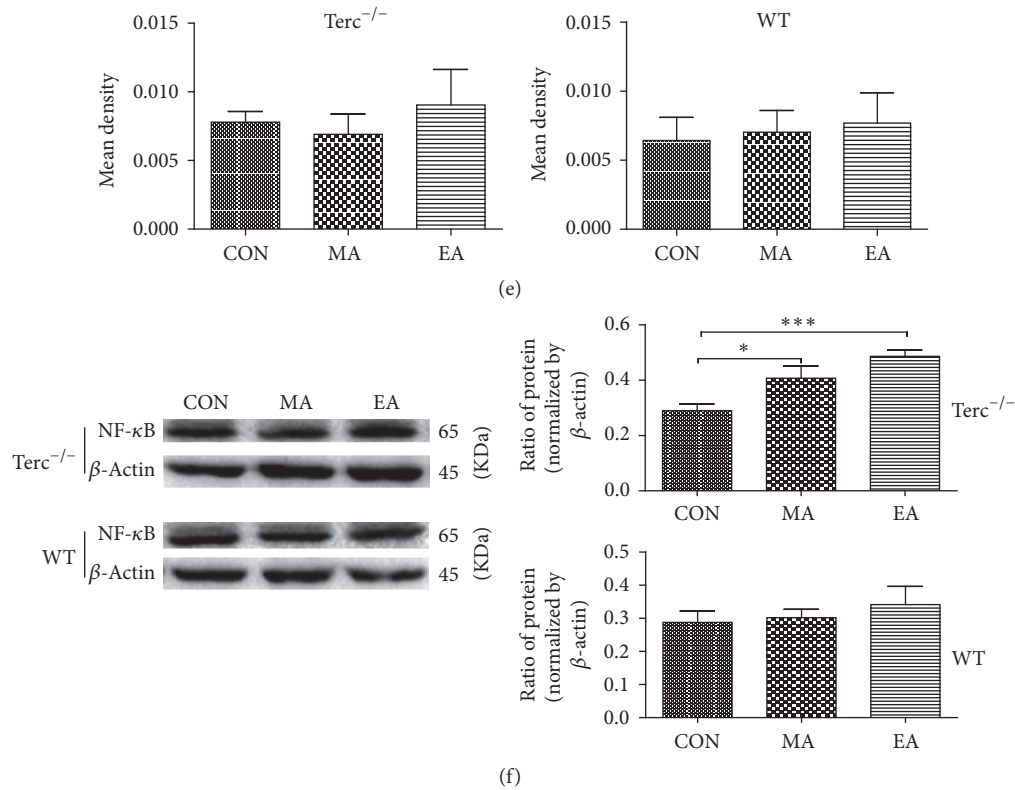 Terc−/−
Mean density
0.015
0.010
0.005
0.000
CON MA EA
WT
Mean density
0.015
0.010
0.005
0.000
CON MA EA
(e)
CON MA EA
Terc−/−
NF-κB
65
β-Actin
45
(KDa)
WT
NF-κB
65
β-Actin
45
(KDa)
Ratio of protein
(normalized by
β-actin)
0.6
0.4
0.2
0.0
***
*
CON MA EA
Terc−/−
Ratio of protein
(normalized by
β-actin)
0.5
0.4
0.3
0.2
0.1
0.0
CON MA EA
WT
(f)